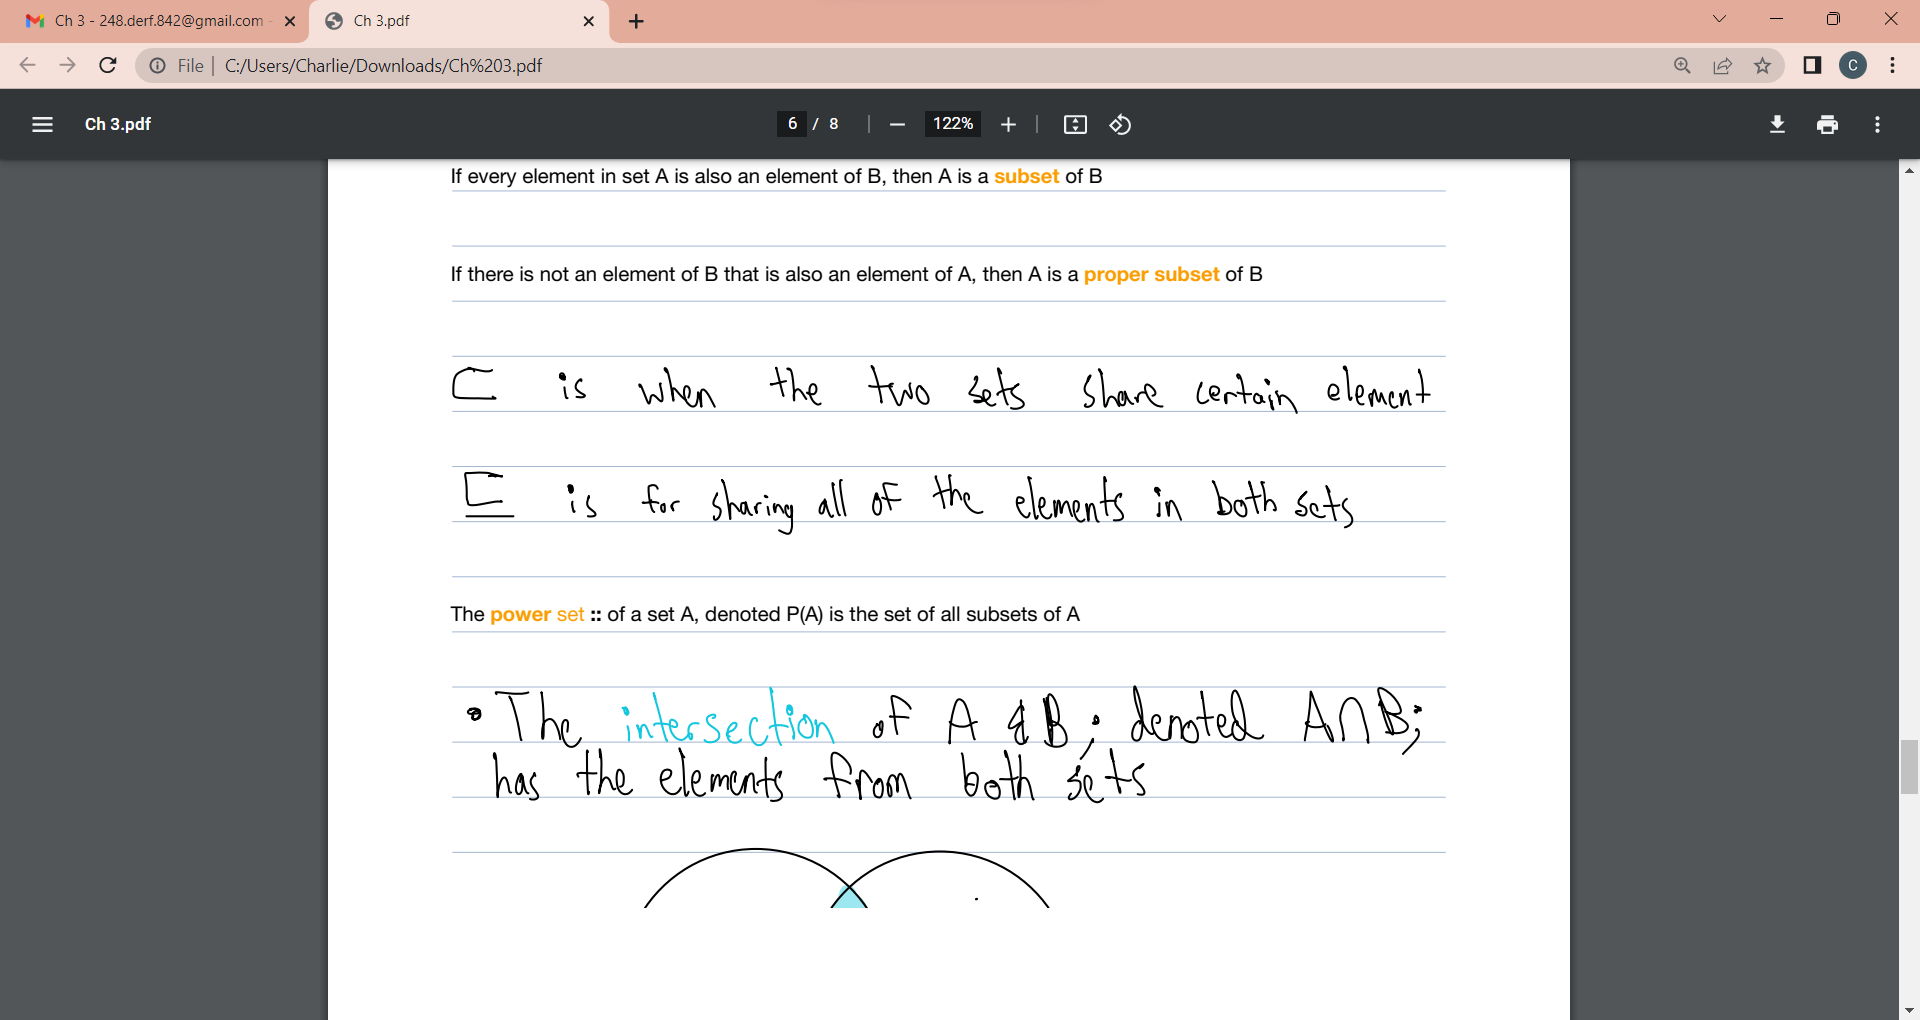 Ch 3 - 248.derf.842@gmail.com
Ch 3.pdf
File | C:/Users/Charlie/Downloads/Ch%203.pdf
C
Ch 3.pdf
6 / 8 | − 122% + |
If every element in set A is also an element of B, then A is a subset of B
If there is not an element of B that is also an element of A, then A is a proper subset of B
⊂ is when the two sets share certain element
⊆ is for sharing all of the elements in both sets
The power set :: of a set A, denoted P(A) is the set of all subsets of A
• The intersection of A & B; denoted A∩B;
has the elements from both sets